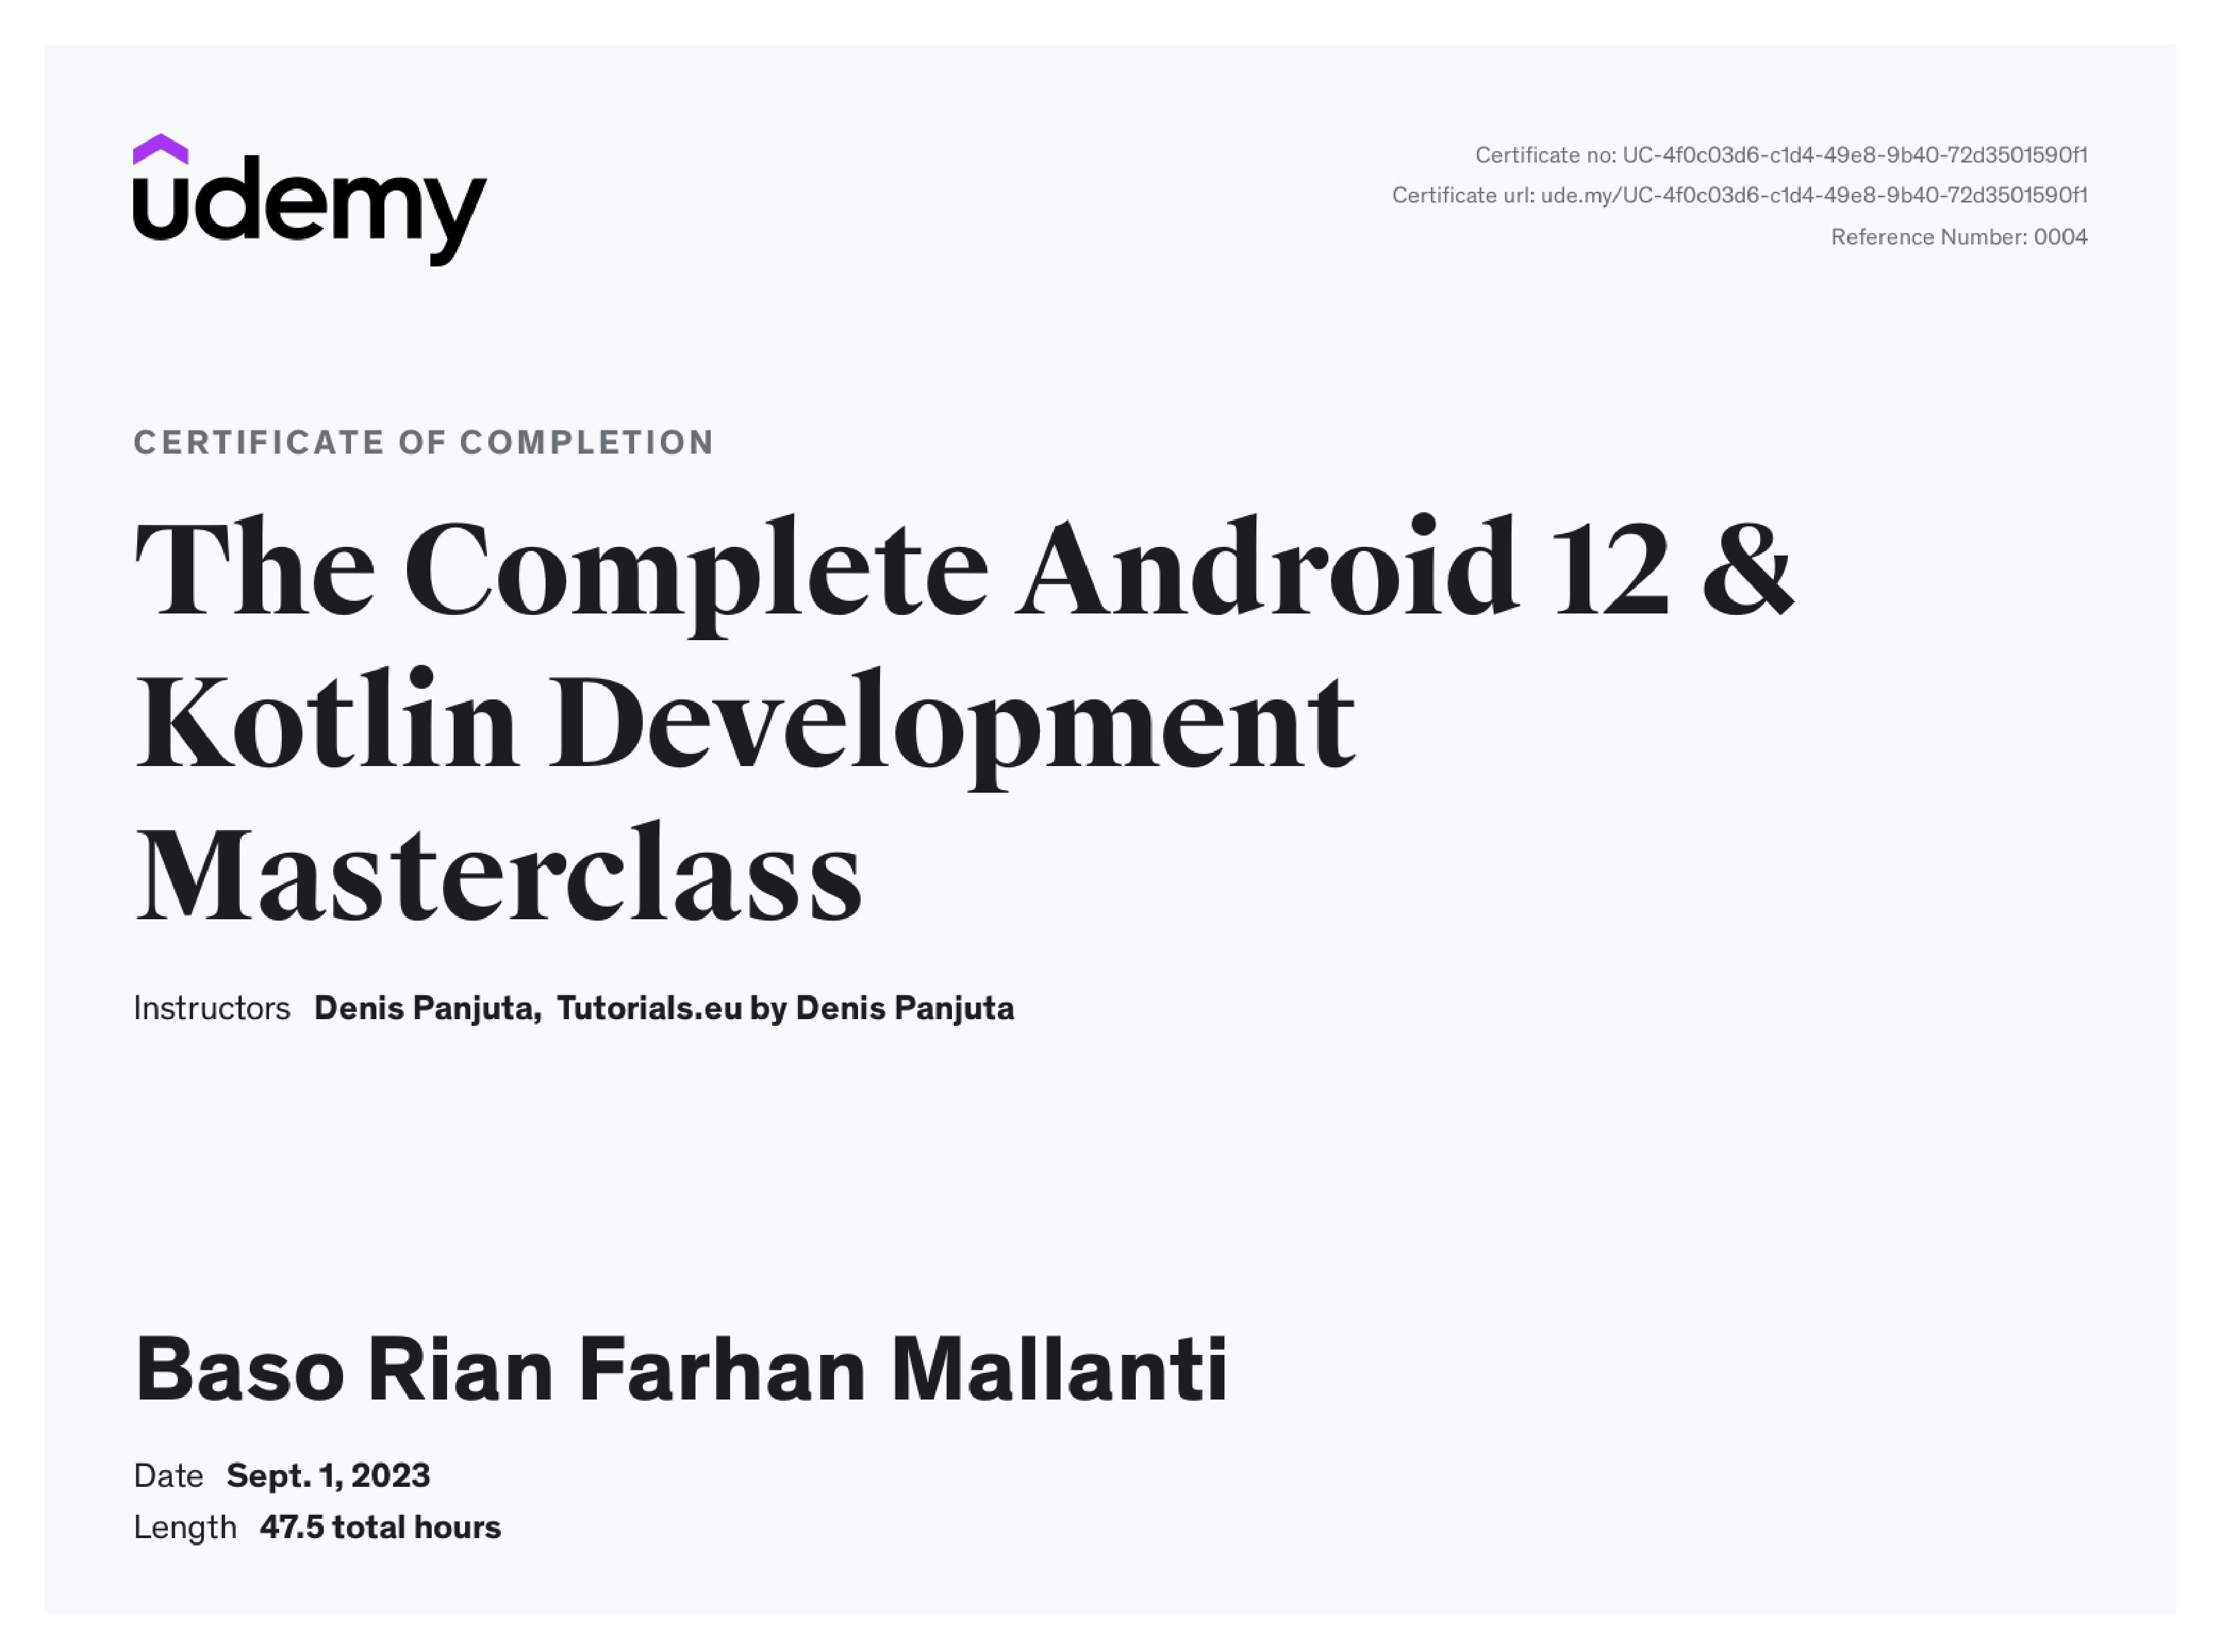 udemy
Certificate no: UC-4f0c03d6-c1d4-49e8-9b40-72d3501590f1
Certificate url: ude.my/UC-4f0c03d6-c1d4-49e8-9b40-72d3501590f1
Reference Number: 0004
CERTIFICATE OF COMPLETION
The Complete Android 12 &
Kotlin Development
Masterclass
Instructors Denis Panjuta, Tutorials.eu by Denis Panjuta
Baso Rian Farhan Mallanti
Date Sept. 1, 2023
Length 47.5 total hours